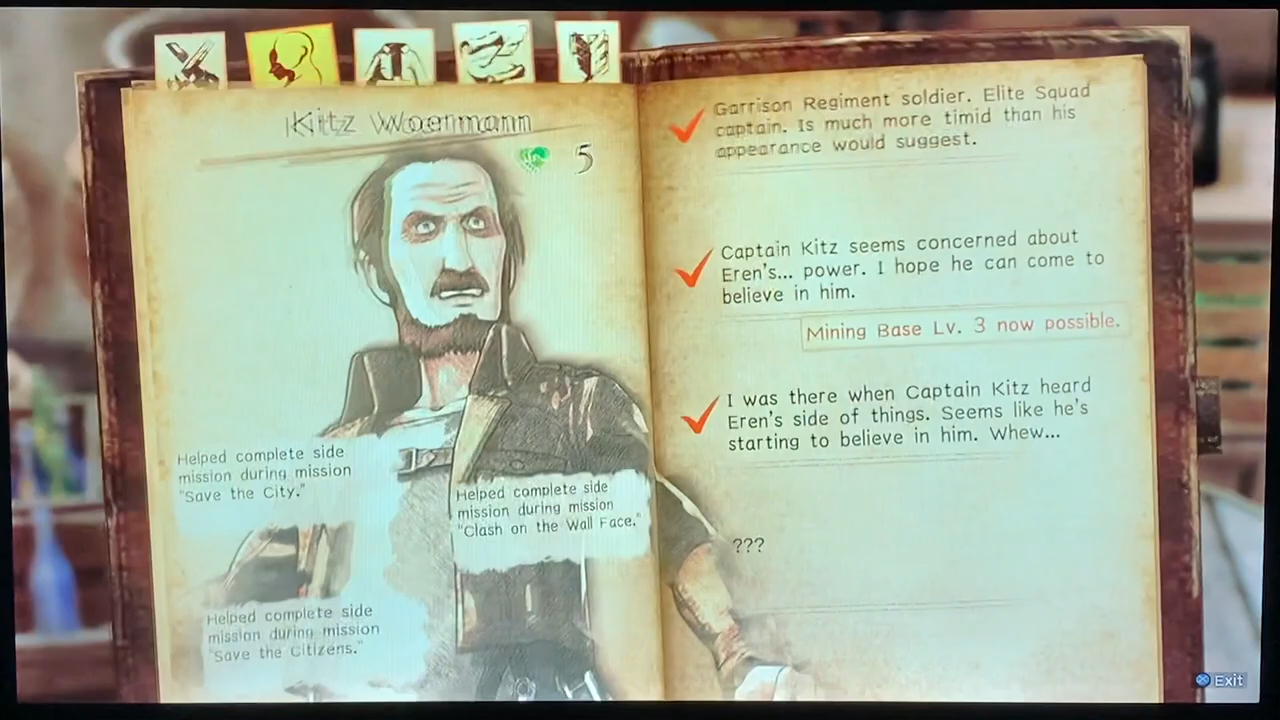 Kitz Woermann
5
Helped complete side
mission during mission
"Save the City."
Helped complete side
mission during mission
"Clash on the Wall Face."
Helped complete side
mission during mission
"Save the Citizens."
Garrison Regiment soldier. Elite Squad
captain. Is much more timid than his
appearance would suggest.
Captain Kitz seems concerned about
Eren's... power. I hope he can come to
believe in him.
Mining Base Lv. 3 now possible.
I was there when Captain Kitz heard
Eren's side of things. Seems like he's
starting to believe in him. Whew...
???
Exit